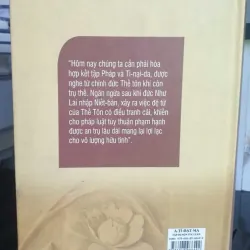 "Hôm nay chúng ta cần phải hòa
hợp kết tập Pháp và Tì-nại-da, được
nghe từ chính đức Thế tôn khi còn
trụ thế. Ngăn ngừa sau khi đức Như
Lai nhập Niết-bàn, xảy ra việc đệ tử
của Thế Tôn có điều tranh cãi, khiến
cho pháp luật tùy thuận phạm hạnh
được an trụ lâu dài mang lại lợi lạc
cho vô lượng hữu tình".